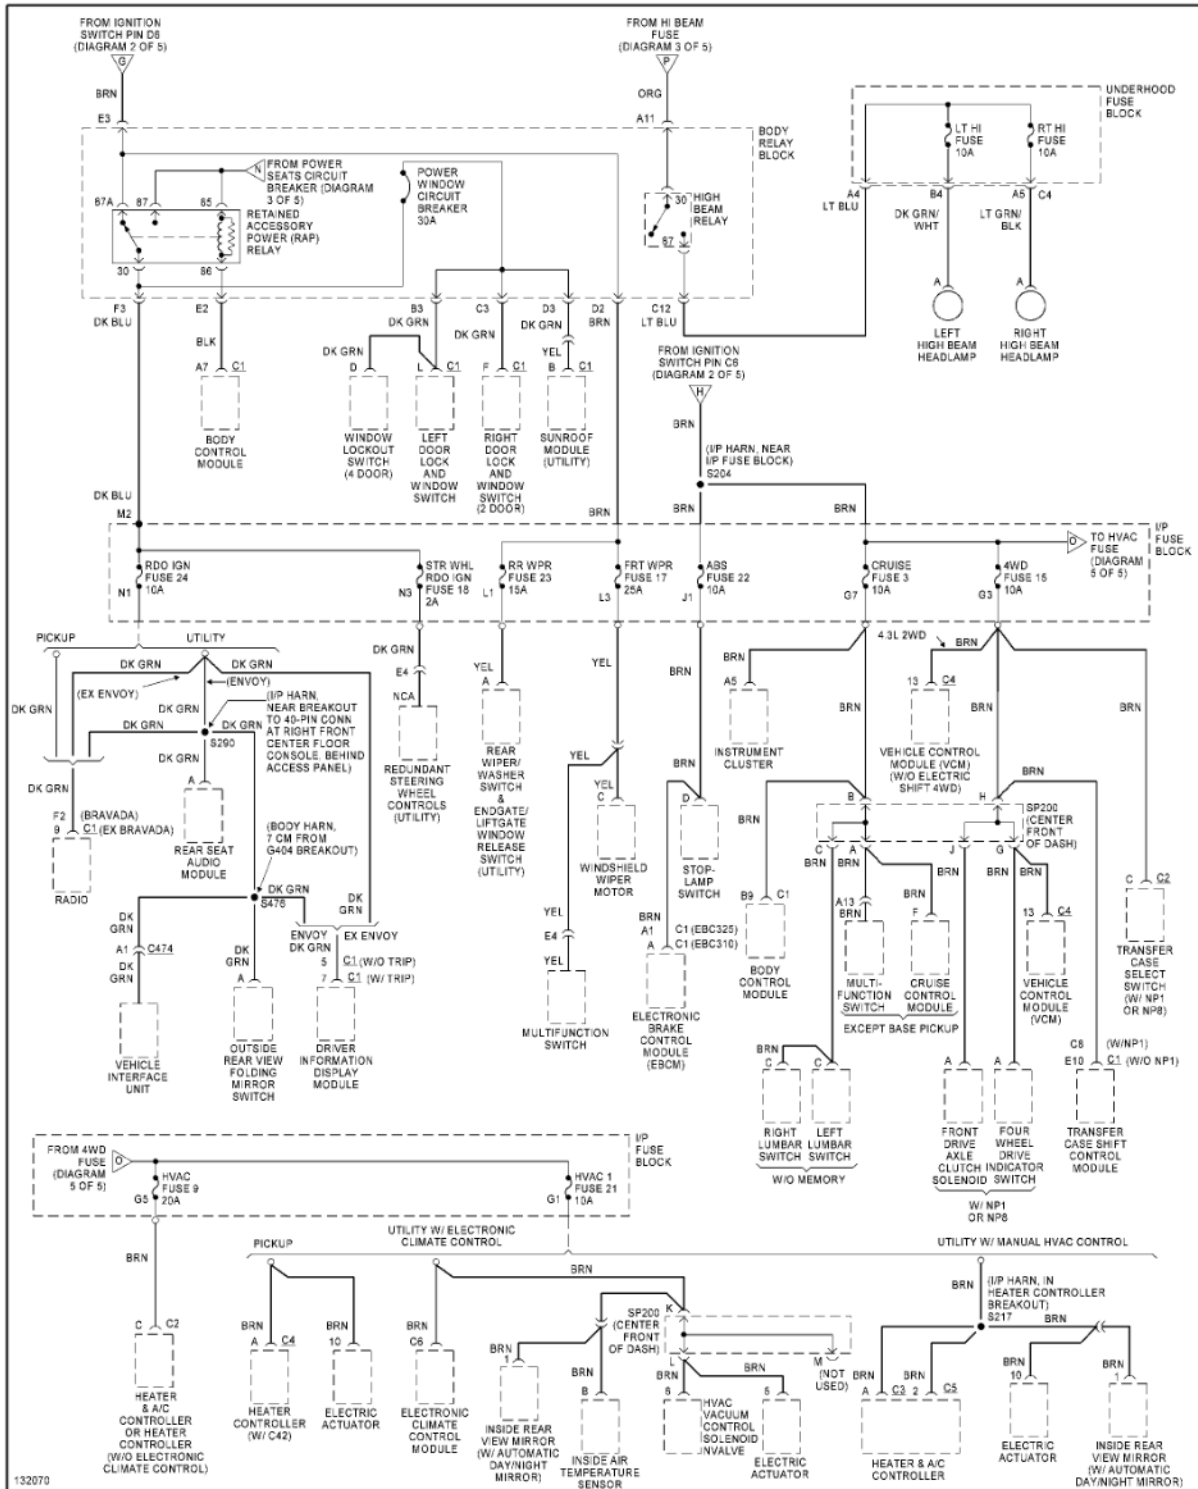 FROM IGNITION
SWITCH PIN D6
(DIAGRAM 2 OF 5)
G
BRN
E3
FROM HI BEAM
FUSE
(DIAGRAM 3 OF 5)
P
ORG
A11
UNDERHOOD
FUSE
BLOCK
LT HI
FUSE
10A
RT HI
FUSE
10A
A4
LT BLU
B4
DK GRN/
WHT
A5
C4
LT GRN/
BLK
A
A
LEFT
HIGH BEAM
HEADLAMP
RIGHT
HIGH BEAM
HEADLAMP
BODY
RELAY
BLOCK
N
FROM POWER
SEATS CIRCUIT
BREAKER (DIAGRAM
3 OF 5)
POWER
WINDOW
CIRCUIT
BREAKER
30A
87A
87
85
RETAINED
ACCESSORY
POWER (RAP)
RELAY
30
86
30
HIGH
BEAM
RELAY
87
F3
DK BLU
E2
BLK
A7
C1
BODY
CONTROL
MODULE
B3
DK GRN
C3
DK GRN
D3
DK GRN
YEL
D2
BRN
C12
LT BLU
DK GRN
D
L
C1
F
C1
B
C1
WINDOW
LOCKOUT
SWITCH
(4 DOOR)
LEFT
DOOR
LOCK
AND
WINDOW
SWITCH
RIGHT
DOOR
LOCK
AND
WINDOW
SWITCH
(2 DOOR)
SUNROOF
MODULE
(UTILITY)
FROM IGNITION
SWITCH PIN C6
(DIAGRAM 2 OF 5)
H
BRN
(I/P HARN, NEAR
I/P FUSE BLOCK)
S204
DK BLU
M2
BRN
BRN
BRN
I/P
FUSE
BLOCK
O
TO HVAC
FUSE
(DIAGRAM
5 OF 5)
RDO IGN
FUSE 24
10A
N1
STR WHL
RDO IGN
FUSE 18
2A
N3
RR WPR
FUSE 23
15A
L1
FRT WPR
FUSE 17
25A
L3
ABS
FUSE 22
10A
J1
CRUISE
FUSE 3
10A
G7
4WD
FUSE 15
10A
G3
PICKUP
UTILITY
DK GRN
DK GRN
(EX ENVOY)
(ENVOY)
DK GRN
DK GRN
DK GRN
DK GRN
(I/P HARN,
NEAR BREAKOUT
TO 40-PIN CONN
AT RIGHT FRONT
CENTER FLOOR
CONSOLE, BEHIND
ACCESS PANEL)
S290
DK GRN
DK GRN
A
F2
(BRAVADA)
9
C1
(EX BRAVADA)
RADIO
REAR SEAT
AUDIO
MODULE
(BODY HARN,
7 CM FROM
G404 BREAKOUT)
DK GRN
S476
DK
GRN
DK
GRN
A1
C474
DK
GRN
DK
GRN
A
ENVOY
DK GRN
EX ENVOY
5
C1
(W/O TRIP)
7
C1
(W/ TRIP)
VEHICLE
INTERFACE
UNIT
OUTSIDE
REAR VIEW
FOLDING
MIRROR
SWITCH
DRIVER
INFORMATION
DISPLAY
MODULE
DK GRN
E4
NCA
REDUNDANT
STEERING
WHEEL
CONTROLS
(UTILITY)
YEL
A
REAR
WIPER/
WASHER
SWITCH
&
ENDGATE/
LIFTGATE
WINDOW
RELEASE
SWITCH
(UTILITY)
YEL
YEL
C
WINDSHIELD
WIPER
MOTOR
YEL
E4
YEL
MULTIFUNCTION
SWITCH
BRN
BRN
D
STOP-
LAMP
SWITCH
BRN
A1
C1 (EBC325)
A
C1 (EBC310)
ELECTRONIC
BRAKE
CONTROL
MODULE
(EBCM)
BRN
A5
INSTRUMENT
CLUSTER
BRN
BRN
B
B9
C1
BODY
CONTROL
MODULE
4.3L 2WD
BRN
13
C4
VEHICLE CONTROL
MODULE (VCM)
(W/O ELECTRIC
SHIFT 4WD)
BRN
BRN
H
BRN
SP200
(CENTER
FRONT
OF DASH)
C
BRN
A
BRN
J
BRN
G
BRN
BRN
BRN
A13
BRN
F
13
C4
MULTI-
FUNCTION
SWITCH
CRUISE
CONTROL
MODULE
EXCEPT BASE PICKUP
VEHICLE
CONTROL
MODULE
(VCM)
C
C2
TRANSFER
CASE
SELECT
SWITCH
(W/ NP1
OR NP8)
BRN
C
C
RIGHT
LUMBAR
SWITCH
LEFT
LUMBAR
SWITCH
W/O MEMORY
A
A
FRONT
DRIVE
AXLE
CLUTCH
SOLENOID
FOUR
WHEEL
DRIVE
INDICATOR
SWITCH
W/ NP1
OR NP8
C6
(W/NP1)
E10
C1
(W/O NP1)
TRANSFER
CASE SHIFT
CONTROL
MODULE
FROM 4WD
FUSE
(DIAGRAM
5 OF 5)
O
HVAC
FUSE 9
20A
G5
HVAC 1
FUSE 21
10A
G1
I/P
FUSE
BLOCK
BRN
C
C2
HEATER
& A/C
CONTROLLER
OR HEATER
CONTROLLER
(W/O ELECTRONIC
CLIMATE CONTROL)
PICKUP
UTILITY W/ ELECTRONIC
CLIMATE CONTROL
UTILITY W/ MANUAL HVAC CONTROL
BRN
A
C4
HEATER
CONTROLLER
(W/ C42)
BRN
10
ELECTRIC
ACTUATOR
BRN
C6
ELECTRONIC
CLIMATE
CONTROL
MODULE
BRN
SP200
(CENTER
FRONT
OF DASH)
K
L
M
(NOT
USED)
BRN
1
INSIDE REAR
VIEW MIRROR
(W/ AUTOMATIC
DAY/NIGHT
MIRROR)
BRN
B
INSIDE AIR
TEMPERATURE
SENSOR
BRN
6
HVAC
VACUUM
CONTROL
SOLENOID
INVALVE
BRN
5
ELECTRIC
ACTUATOR
BRN
(I/P HARN, IN
HEATER CONTROLLER
BREAKOUT)
S217
BRN
BRN
A
C3
BRN
2
C5
HEATER & A/C
CONTROLLER
BRN
10
ELECTRIC
ACTUATOR
BRN
1
INSIDE REAR
VIEW MIRROR
(W/ AUTOMATIC
DAY/NIGHT MIRROR)
132070